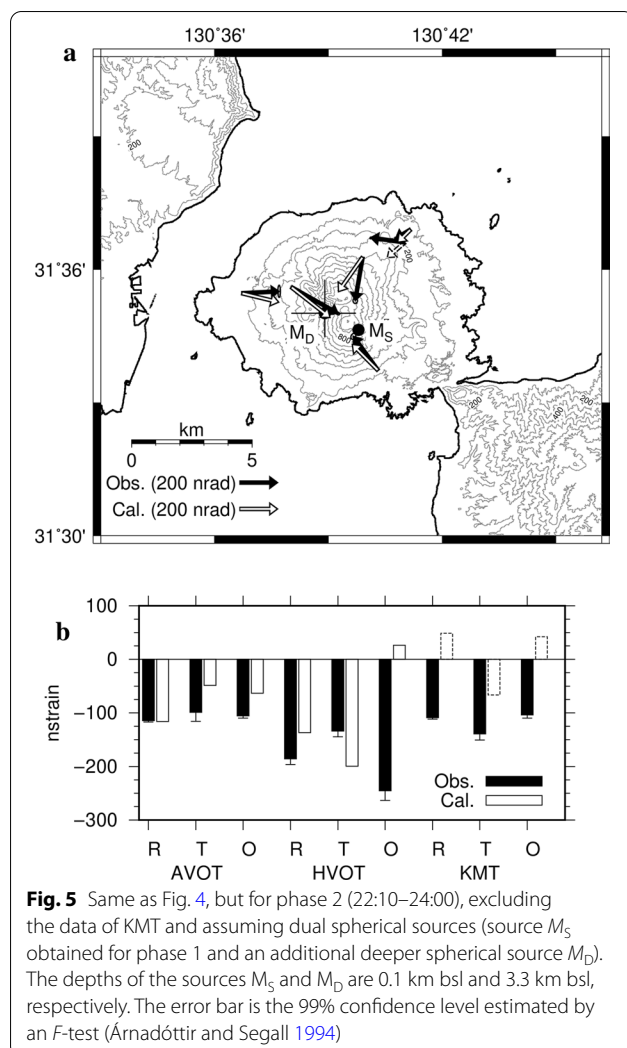 130˚36'
130˚42'
a
200
200
31˚36'
M_D
M_S
800
km
0
5
200
400
200
Obs. (200 nrad)
Cal. (200 nrad)
31˚30'
b
100
0
−100
−200
−300
nstrain
Obs.
Cal.
R T O R T O R T O
AVOT HVOT KMT
Fig. 5 Same as Fig. 4, but for phase 2 (22:10–24:00), excluding
the data of KMT and assuming dual spherical sources (source M_S
obtained for phase 1 and an additional deeper spherical source M_D).
The depths of the sources M_S and M_D are 0.1 km bsl and 3.3 km bsl,
respectively. The error bar is the 99% confidence level estimated by
an F-test (Árnadóttir and Segall 1994)